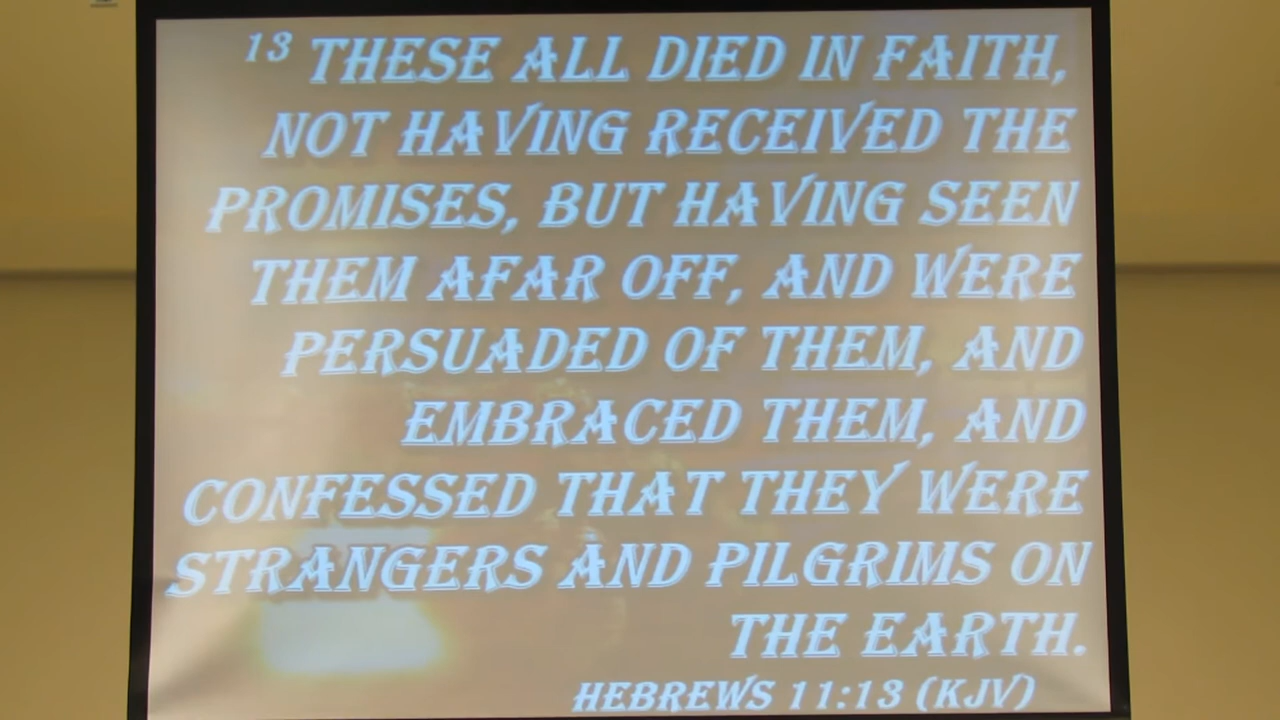 13 THESE ALL DIED IN FAITH,
NOT HAVING RECEIVED THE
PROMISES, BUT HAVING SEEN
THEM AFAR OFF, AND WERE
PERSUADED OF THEM, AND
EMBRACED THEM, AND
CONFESSED THAT THEY WERE
STRANGERS AND PILGRIMS ON
THE EARTH.
HEBREWS 11:13 (KJV)